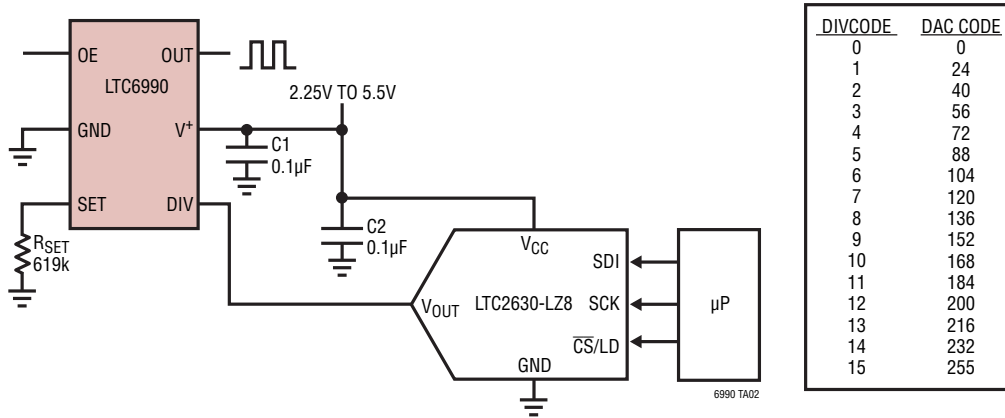 OE
OUT
LTC6990
2.25V TO 5.5V
GND
V+
C1
0.1µF
SET
DIV
RSET
619k
C2
0.1µF
VCC
SDI
VOUT
LTC2630-LZ8
SCK
µP
CS/LD
GND
6990 TA02
DIVCODE DAC CODE
0 0
1 24
2 40
3 56
4 72
5 88
6 104
7 120
8 136
9 152
10 168
11 184
12 200
13 216
14 232
15 255